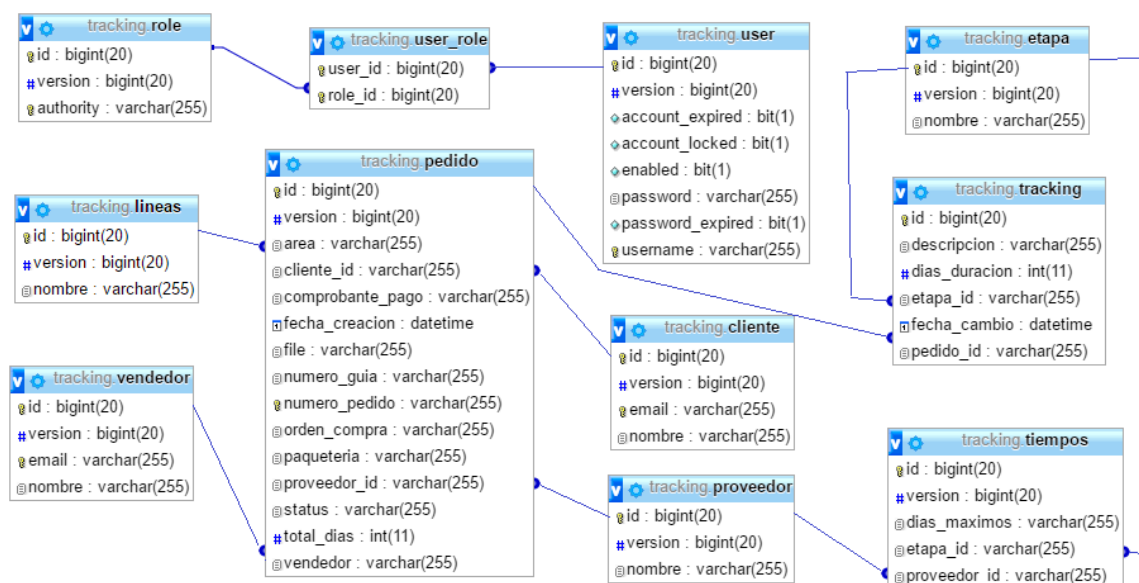 tracking.role
id : bigint(20)
version : bigint(20)
authority : varchar(255)
tracking.user_role
user_id : bigint(20)
role_id : bigint(20)
tracking.user
id : bigint(20)
version : bigint(20)
account_expired : bit(1)
account_locked : bit(1)
enabled : bit(1)
password : varchar(255)
password_expired : bit(1)
username : varchar(255)
tracking.etapa
id : bigint(20)
version : bigint(20)
nombre : varchar(255)
tracking.lineas
id : bigint(20)
version : bigint(20)
nombre : varchar(255)
tracking.pedido
id : bigint(20)
version : bigint(20)
area : varchar(255)
cliente_id : varchar(255)
comprobante_pago : varchar(255)
fecha_creacion : datetime
file : varchar(255)
numero_guia : varchar(255)
numero_pedido : varchar(255)
orden_compra : varchar(255)
paqueteria : varchar(255)
proveedor_id : varchar(255)
status : varchar(255)
total_dias : int(11)
vendedor : varchar(255)
tracking.tracking
id : bigint(20)
descripcion : varchar(255)
dias_duracion : int(11)
etapa_id : varchar(255)
fecha_cambio : datetime
pedido_id : varchar(255)
tracking.vendedor
id : bigint(20)
version : bigint(20)
email : varchar(255)
nombre : varchar(255)
tracking.cliente
id : bigint(20)
version : bigint(20)
email : varchar(255)
nombre : varchar(255)
tracking.proveedor
id : bigint(20)
version : bigint(20)
nombre : varchar(255)
tracking.tiempos
id : bigint(20)
version : bigint(20)
dias_maximos : varchar(255)
etapa_id : varchar(255)
proveedor_id : varchar(255)